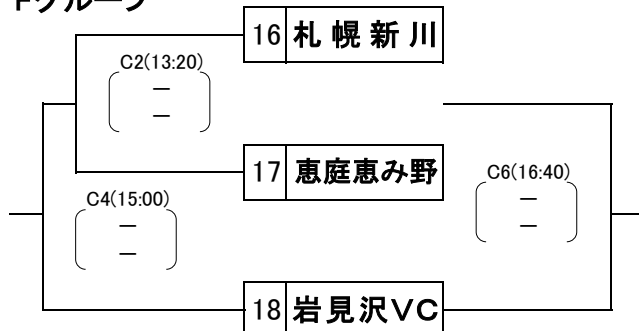 Fグループ
16 札幌新川
C2(13:20)
－
－
17 恵庭恵み野
C6(16:40)
－
－
C4(15:00)
－
－
18 岩見沢VC